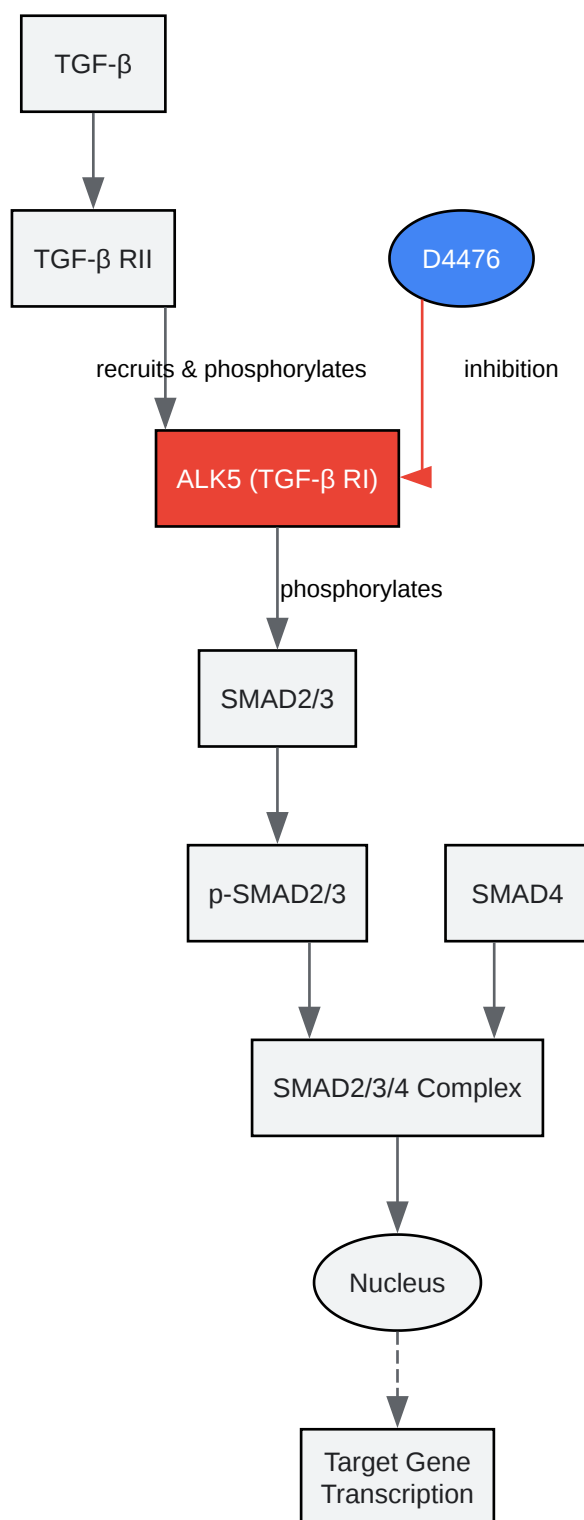 TGF-β
TGF-β RII
D4476
recruits & phosphorylates
inhibition
ALK5 (TGF-β RI)
phosphorylates
SMAD2/3
p-SMAD2/3
SMAD4
SMAD2/3/4 Complex
Nucleus
Target Gene
Transcription